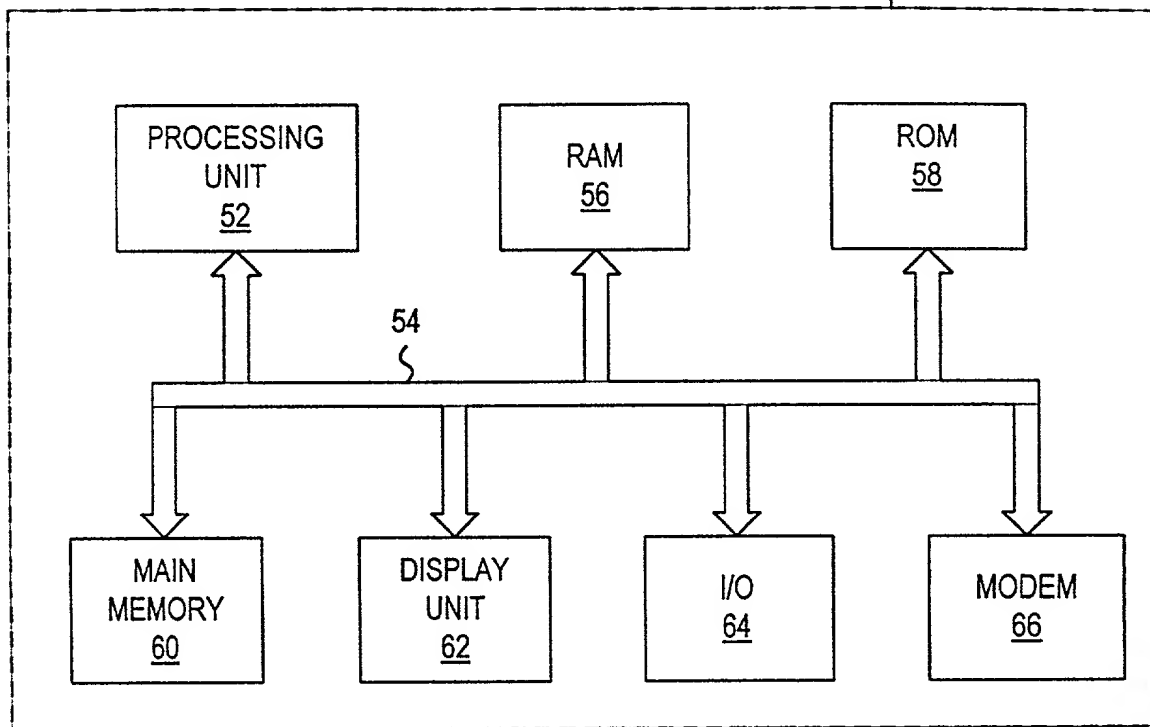 PROCESSING
UNIT
52
RAM
56
ROM
58
54
MAIN
MEMORY
60
DISPLAY
UNIT
62
I/O
64
MODEM
66